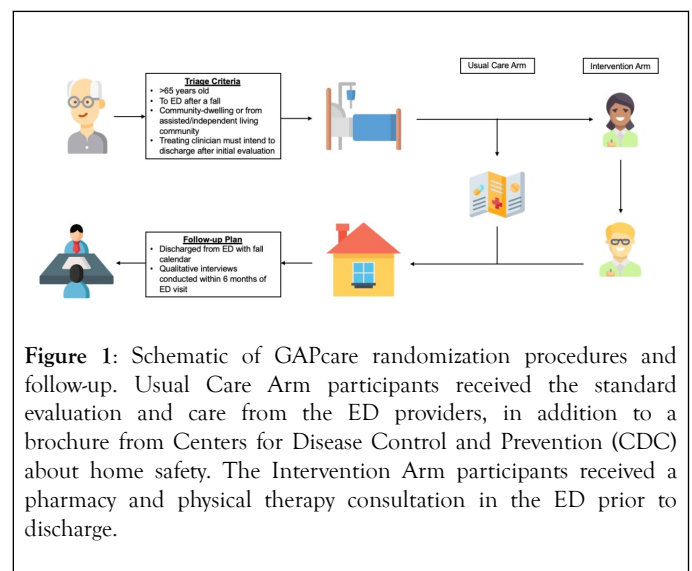 Usual Care Arm
Intervention Arm
Triage Criteria
• >65 years old
• To ED after a fall
• Community-dwelling or from
assisted/independent living
community
• Treating clinician must intend to
discharge after initial evaluation
Follow-up Plan
• Discharged from ED with fall
calendar
• Qualitative interviews
conducted within 6 months of
ED visit
Figure 1: Schematic of GAPcare randomization procedures and
follow-up. Usual Care Arm participants received the standard
evaluation and care from the ED providers, in addition to a
brochure from Centers for Disease Control and Prevention (CDC)
about home safety. The Intervention Arm participants received a
pharmacy and physical therapy consultation in the ED prior to
discharge.